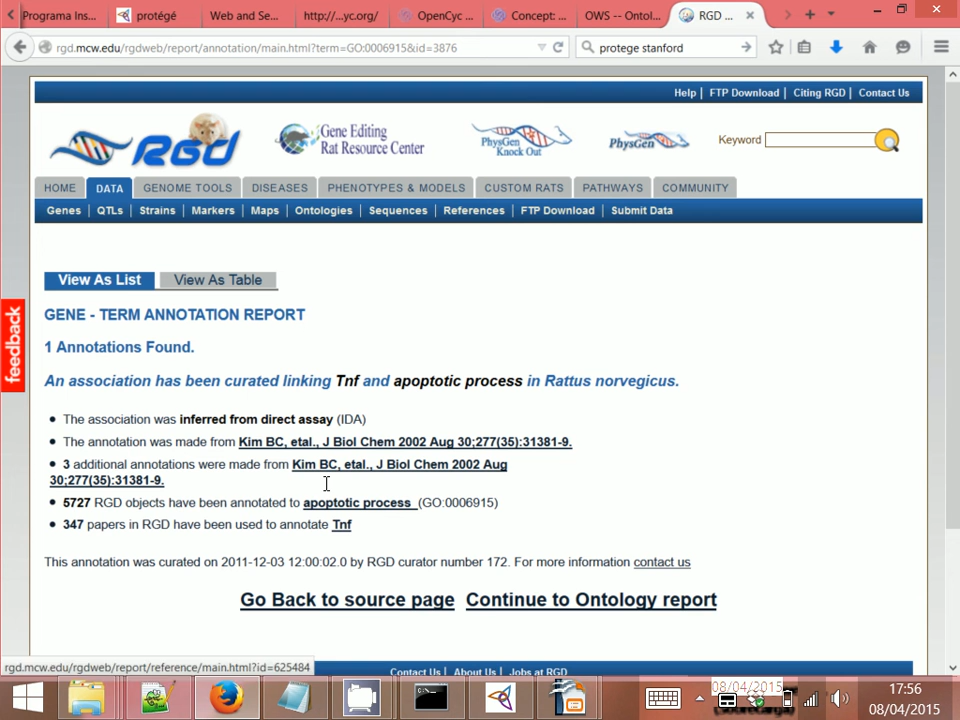 Programa Ins...
protégé
Web and Se...
http://...yc.org/
OpenCyc ...
Concept: ...
OWS -- Ontol...
RGD ...
rgd.mcw.edu/rgdweb/report/annotation/main.html?term=GO:0006915&id=3876
protege stanford
Help | FTP Download | Citing RGD | Contact Us
RGD
Gene Editing
Rat Resource Center
PhysGen
Knock Out
PhysGen
Keyword
HOME DATA GENOME TOOLS DISEASES PHENOTYPES & MODELS CUSTOM RATS PATHWAYS COMMUNITY
Genes | QTLs | Strains | Markers | Maps | Ontologies | Sequences | References | FTP Download | Submit Data
feedback
View As List View As Table
GENE - TERM ANNOTATION REPORT
1 Annotations Found.
An association has been curated linking Tnf and apoptotic process in Rattus norvegicus.
The association was inferred from direct assay (IDA)
The annotation was made from Kim BC, etal., J Biol Chem 2002 Aug 30;277(35):31381-9.
3 additional annotations were made from Kim BC, etal., J Biol Chem 2002 Aug
30;277(35):31381-9.
5727 RGD objects have been annotated to apoptotic process (GO:0006915)
347 papers in RGD have been used to annotate Tnf
This annotation was curated on 2011-12-03 12:00:02.0 by RGD curator number 172. For more information contact us
Go Back to source page Continue to Ontology report
rgd.mcw.edu/rgdweb/report/reference/main.html?id=625484
Contact Us | About Us | Jobs at RGD
08/04/2015
17:56
08/04/2015